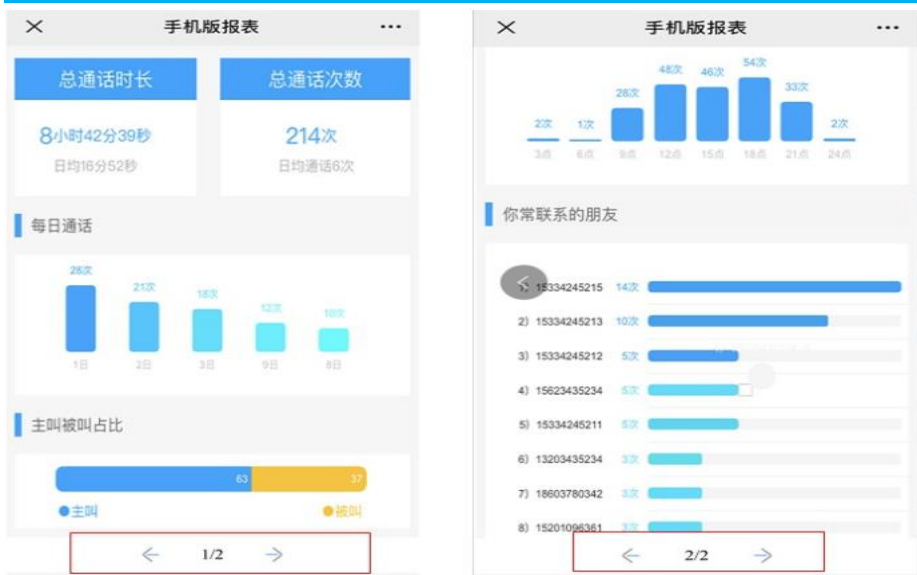 手机版报表
总通话时长 总通话次数
8小时42分39秒 214次
日均16分52秒 日均通话6次
每日通话
28次 21次 18次 12次 10次
1日 2日 3日 9日 8日
主叫被叫占比
63 37
主叫 被叫
1/2
手机版报表
2次 1次 28次 48次 46次 54次 33次 2次
3点 6点 9点 12点 15点 18点 21点 24点
你常联系的朋友
1) 15334245215 14次
2) 15334245213 10次
3) 15334245212 5次
4) 15623435234 5次
5) 15334245211 5次
6) 13203435234 3次
7) 18603780342 3次
8) 15201096361 3次
2/2